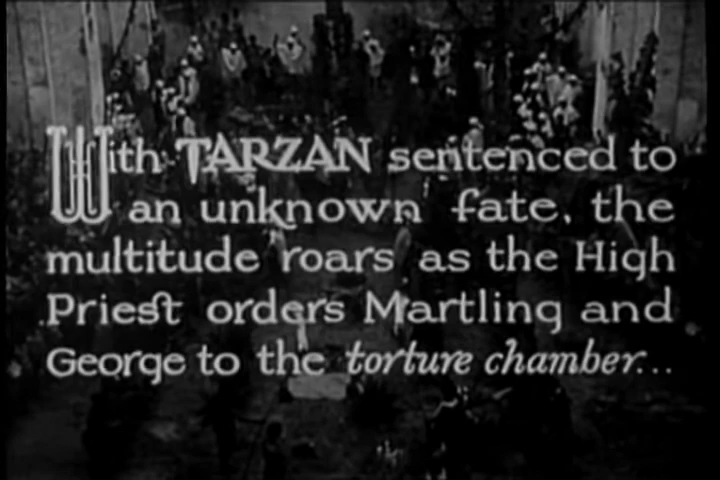 With TARZAN sentenced to
an unknown fate, the
multitude roars as the High
Priest orders Martling and
George to the torture chamber...